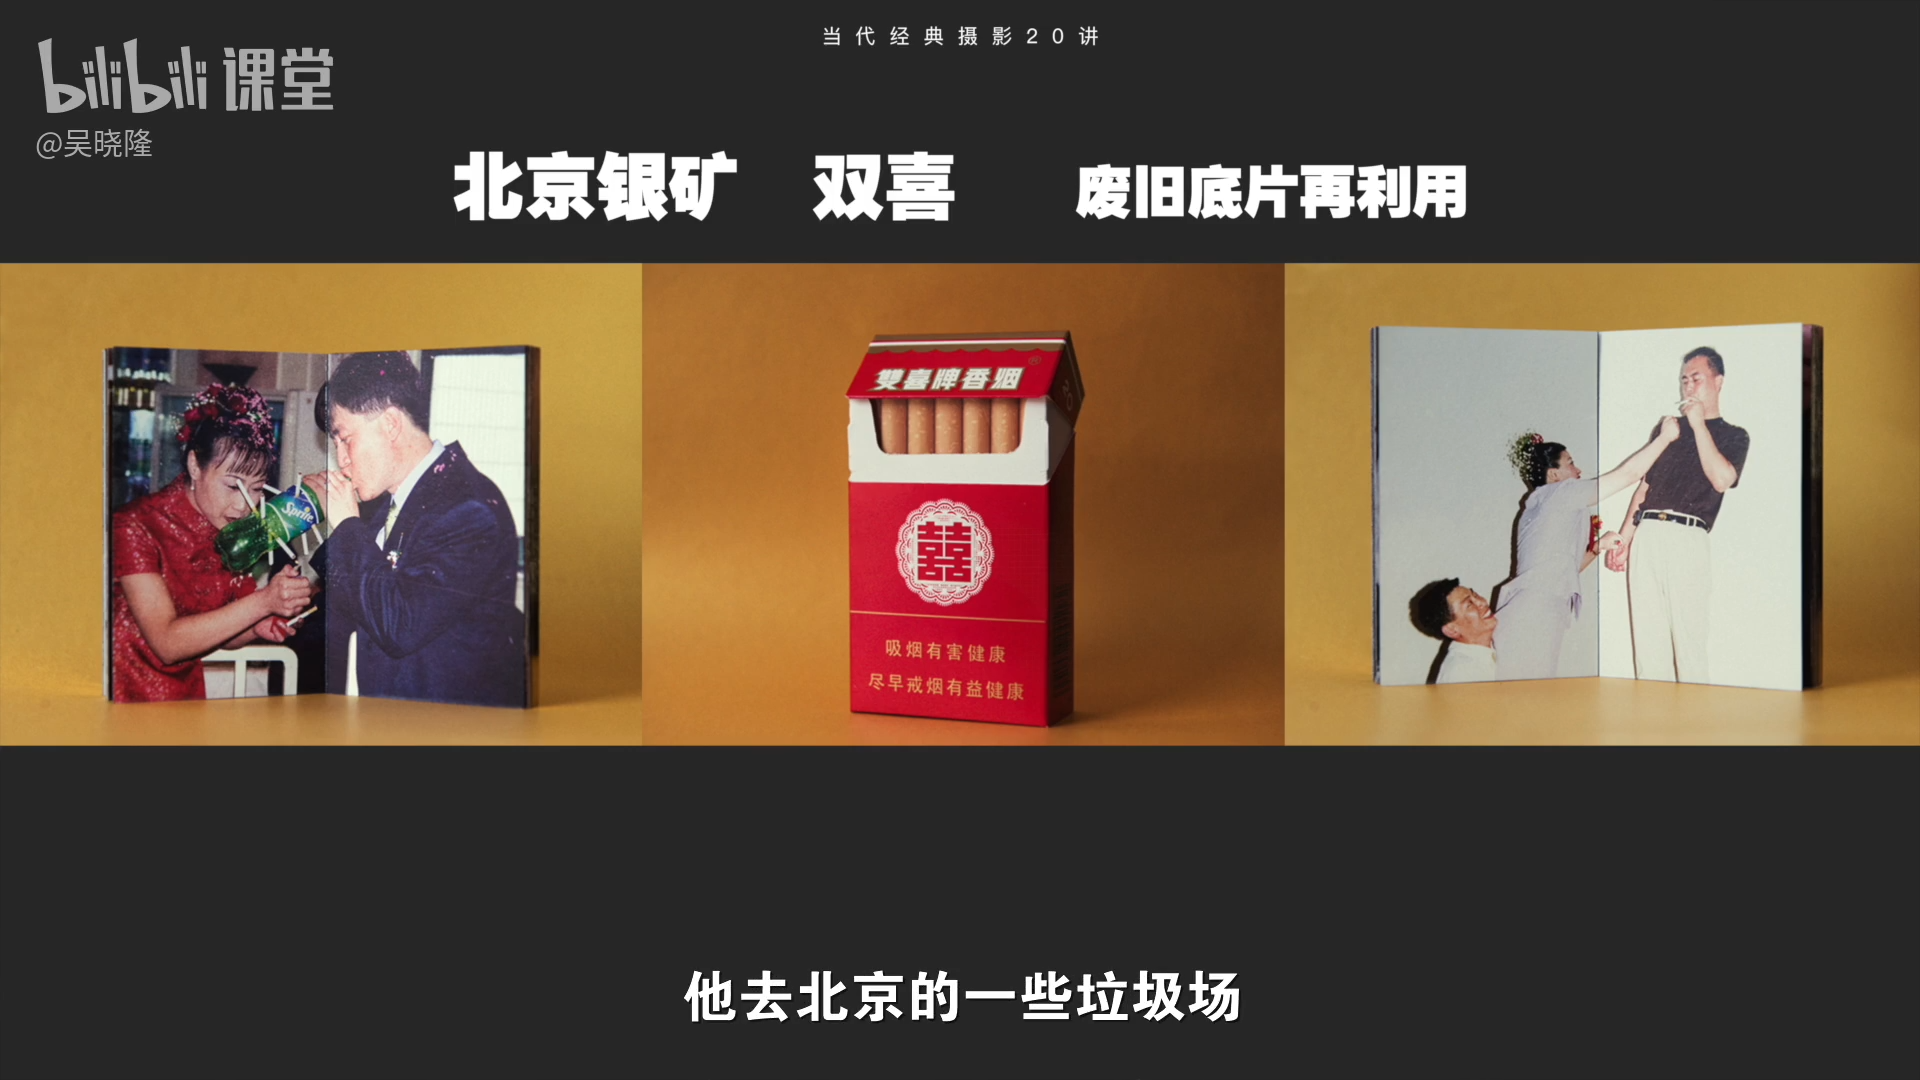 当代经典摄影20讲
bilibili 课堂
@吴晓隆
北京银矿 双喜 废旧底片再利用
Sprite
雙喜牌香烟
®
囍
吸烟有害健康
尽早戒烟有益健康
他去北京的一些垃圾场